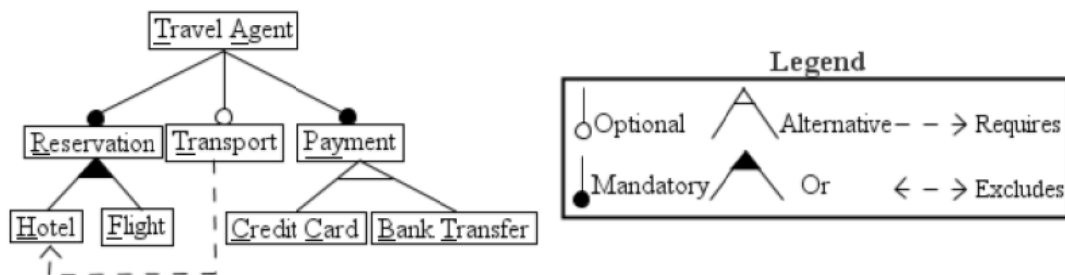 Travel Agent
Legend
Reservation Transport Payment
Optional Alternative Requires
Mandatory Or Excludes
Hotel Flight Credit Card Bank Transfer